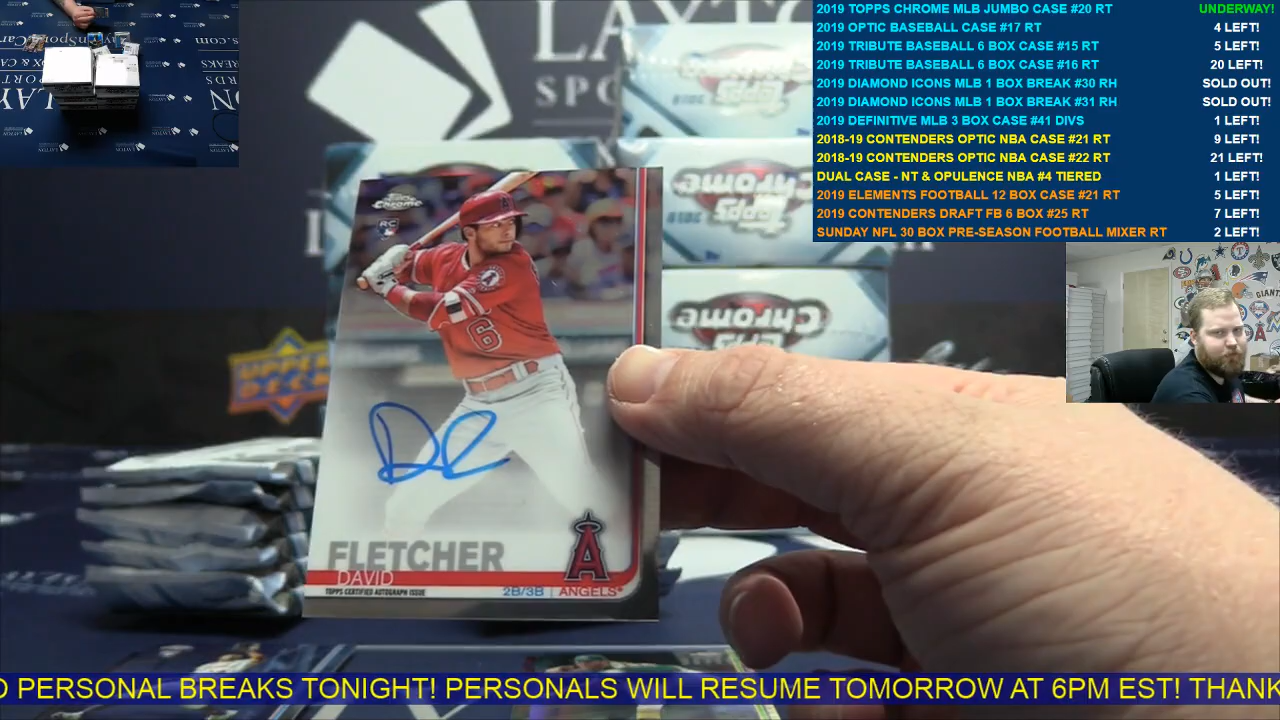 2019 TOPPS CHROME MLB JUMBO CASE #20 RT UNDERWAY!
2019 OPTIC BASEBALL CASE #17 RT 4 LEFT!
2019 TRIBUTE BASEBALL 6 BOX CASE #15 RT 5 LEFT!
2019 TRIBUTE BASEBALL 6 BOX CASE #16 RT 20 LEFT!
2019 DIAMOND ICONS MLB 1 BOX BREAK #30 RH SOLD OUT!
2019 DIAMOND ICONS MLB 1 BOX BREAK #31 RH SOLD OUT!
2019 DEFINITIVE MLB 3 BOX CASE #41 DIVS 1 LEFT!
2018-19 CONTENDERS OPTIC NBA CASE #21 RT 9 LEFT!
2018-19 CONTENDERS OPTIC NBA CASE #22 RT 21 LEFT!
DUAL CASE - NT & OPULENCE NBA #4 TIERED 1 LEFT!
2019 ELEMENTS FOOTBALL 12 BOX CASE #21 RT 5 LEFT!
2019 CONTENDERS DRAFT FB 6 BOX #25 RT 7 LEFT!
SUNDAY NFL 30 BOX PRE-SEASON FOOTBALL MIXER RT 2 LEFT!
LAYTON
SPO
Topps
Chrome
Topps
Chrome
Chrome
RC
6
UPPER
DECK
FLETCHER
DAVID
TOPPS CERTIFIED AUTOGRAPH ISSUE
2B/3B | ANGELS
A
GIANTS
PERSONAL BREAKS TONIGHT! PERSONALS WILL RESUME TOMORROW AT 6PM EST! THANK